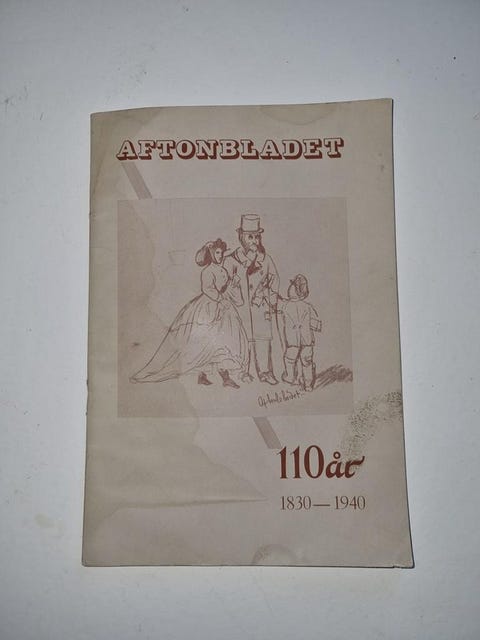 AFTONBLADET
Aftonbladet.
110 år
1830—1940